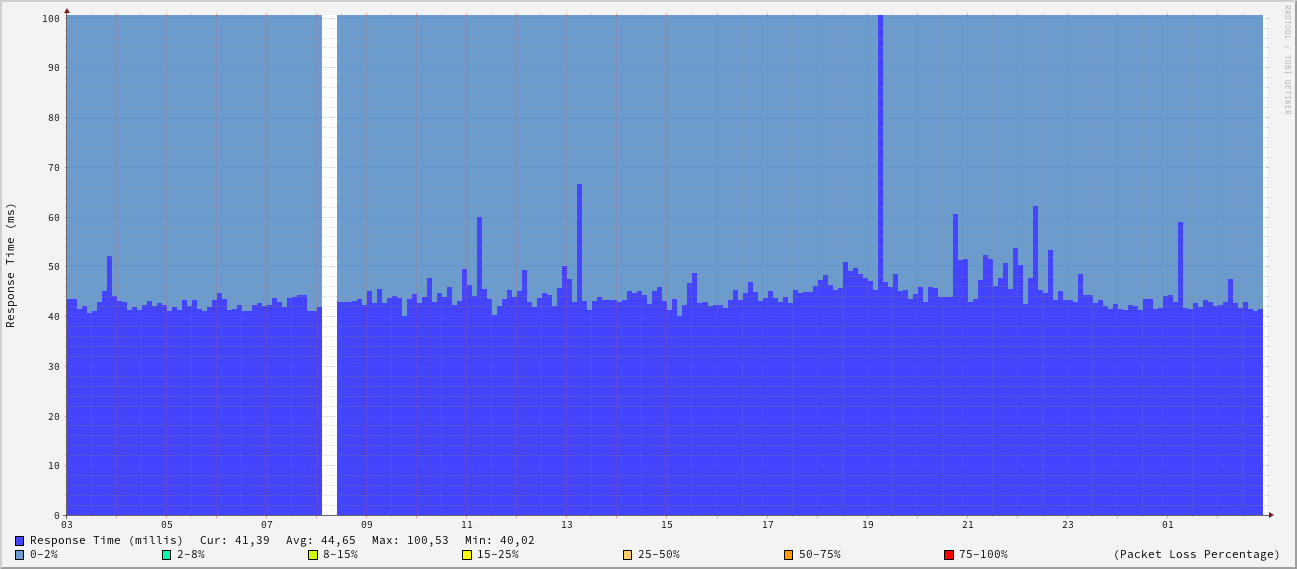 RRDTOOL / TOBI OETIKER
Response Time (ms)
100
90
80
70
60
50
40
30
20
10
0
03 05 07 09 11 13 15 17 19 21 23 01
Response Time (millis) Cur: 41,39 Avg: 44,65 Max: 100,53 Min: 40,02
0-2% 2-8% 8-15% 15-25% 25-50% 50-75% 75-100% (Packet Loss Percentage)